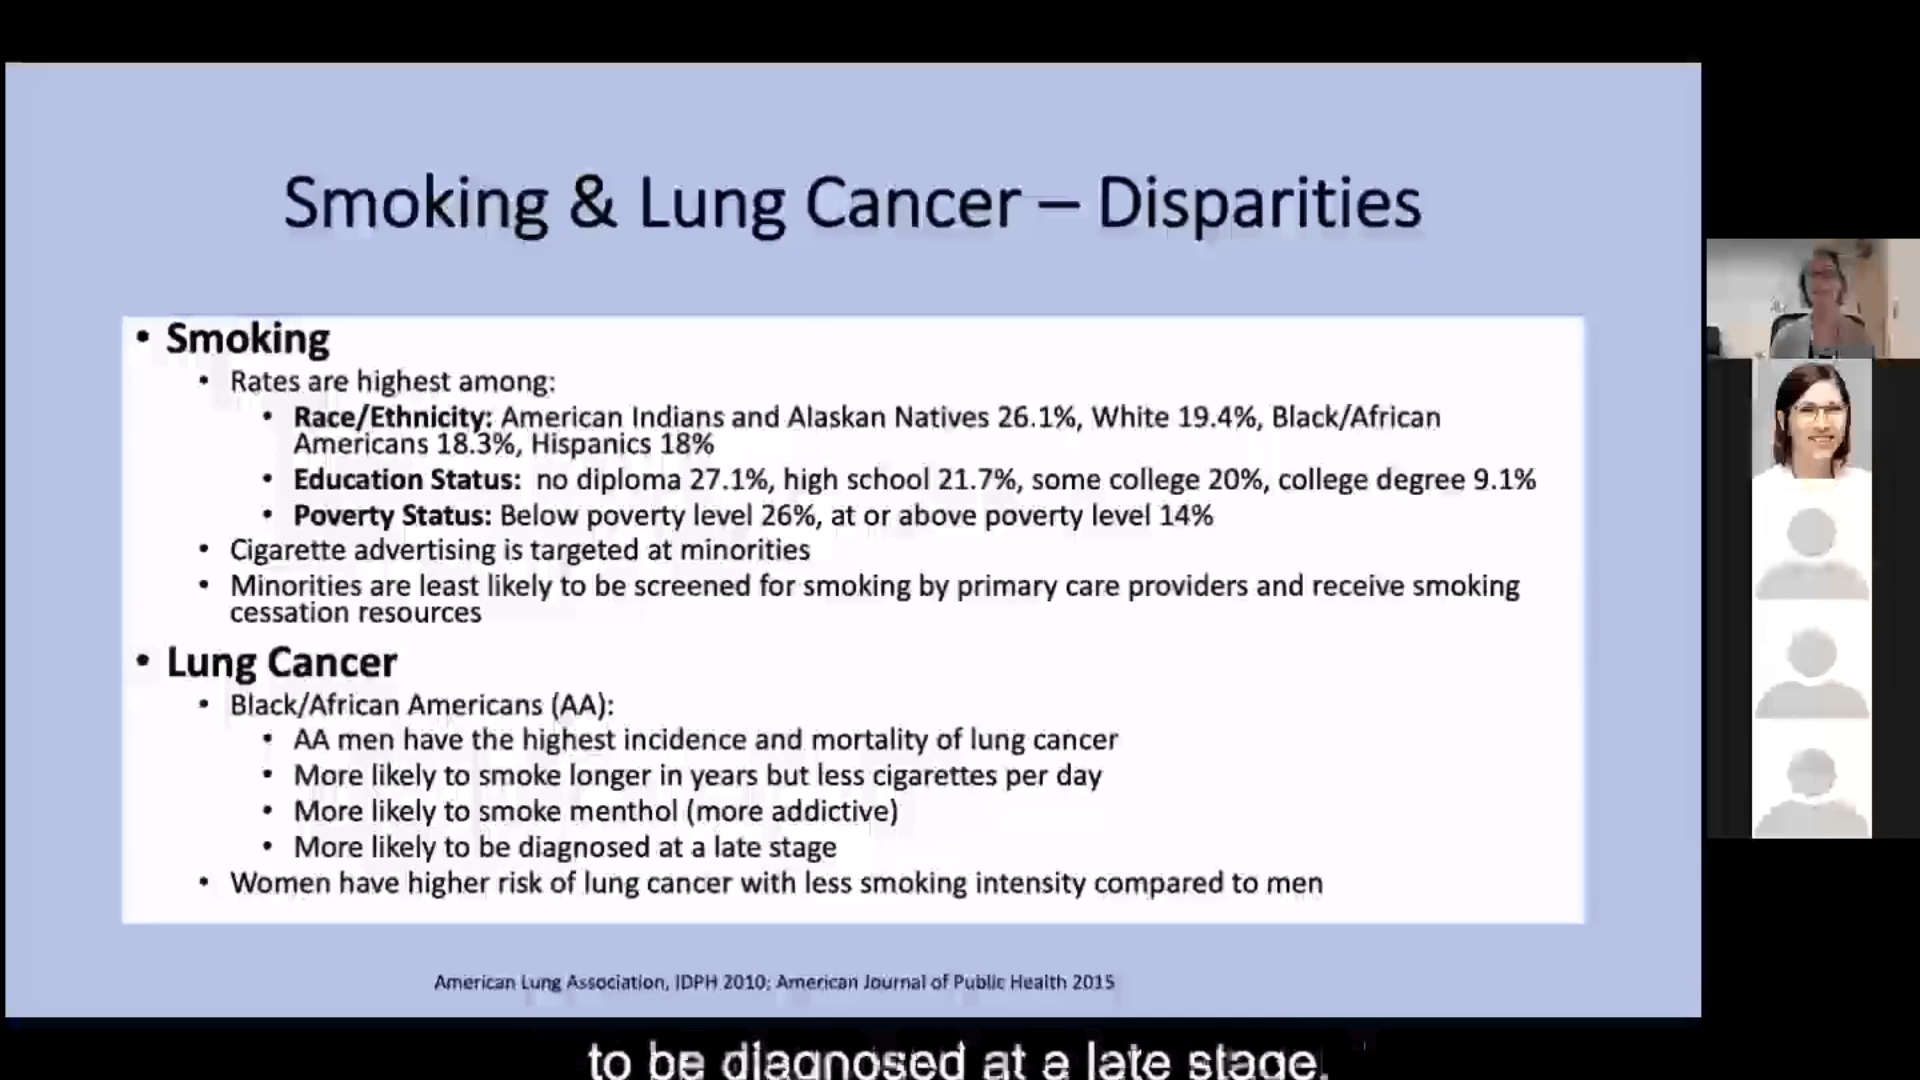 Smoking & Lung Cancer – Disparities
• Smoking
• Rates are highest among:
• Race/Ethnicity: American Indians and Alaskan Natives 26.1%, White 19.4%, Black/African
Americans 18.3%, Hispanics 18%
• Education Status:  no diploma 27.1%, high school 21.7%, some college 20%, college degree 9.1%
• Poverty Status: Below poverty level 26%, at or above poverty level 14%
• Cigarette advertising is targeted at minorities
• Minorities are least likely to be screened for smoking by primary care providers and receive smoking
cessation resources
• Lung Cancer
• Black/African Americans (AA):
• AA men have the highest incidence and mortality of lung cancer
• More likely to smoke longer in years but less cigarettes per day
• More likely to smoke menthol (more addictive)
• More likely to be diagnosed at a late stage
• Women have higher risk of lung cancer with less smoking intensity compared to men
American Lung Association, IDPH 2010; American Journal of Public Health 2015
to be diagnosed at a late stage.